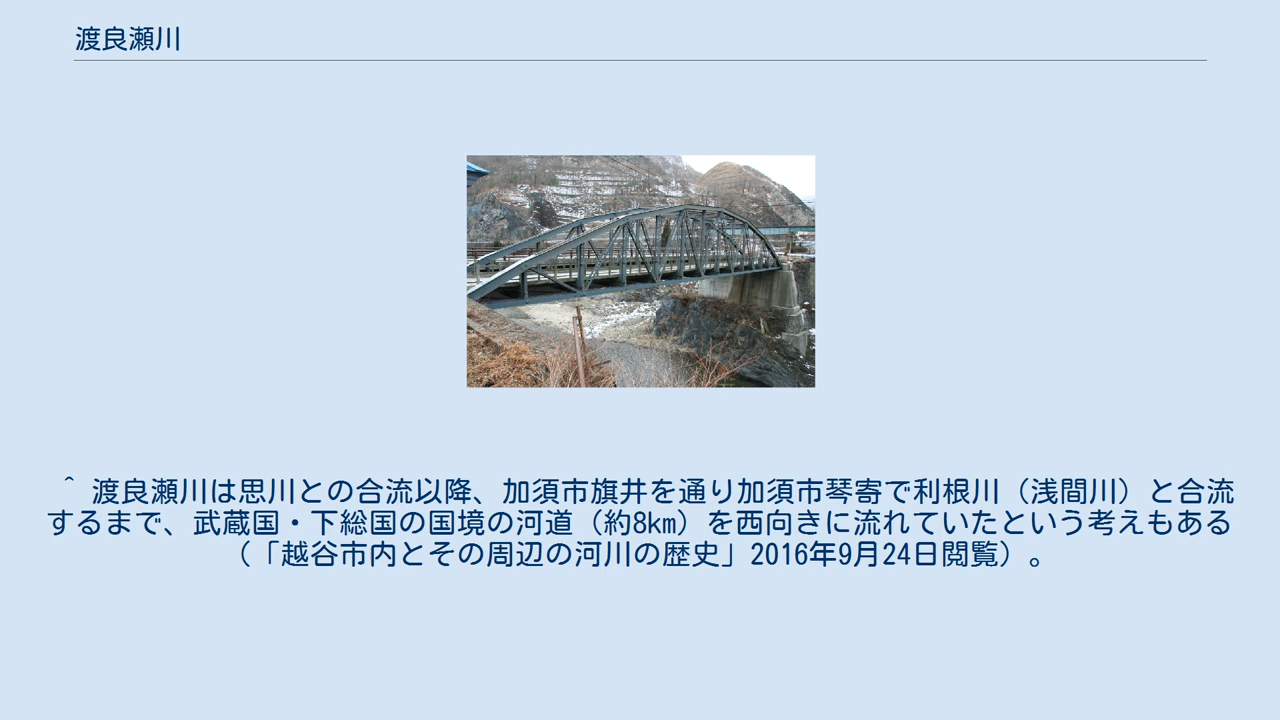 渡良瀬川
^ 渡良瀬川は思川との合流以降、加須市旗井を通り加須市琴寄で利根川（浅間川）と合流
するまで、武蔵国・下総国の国境の河道（約8km）を西向きに流れていたという考えもある
（「越谷市内とその周辺の河川の歴史」2016年9月24日閲覧）。